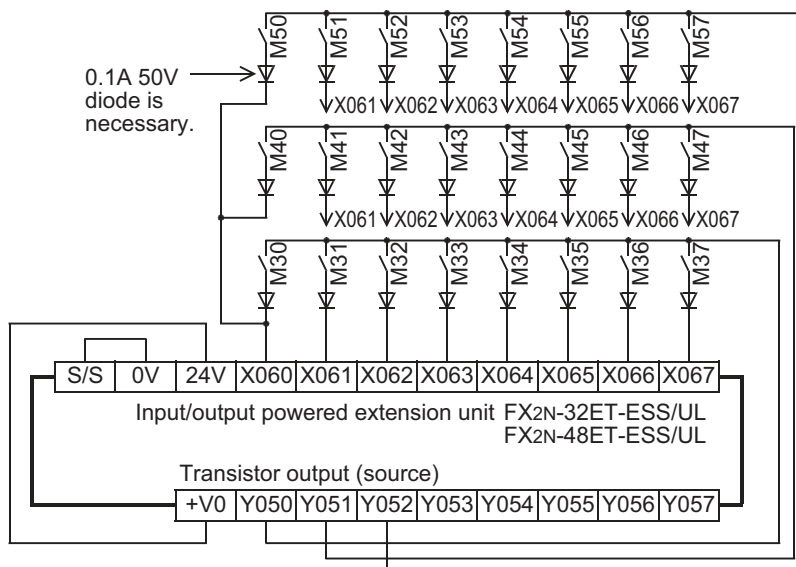 M50 M51 M52 M53 M54 M55 M56 M57
0.1A 50V
diode is
necessary.
X061 X062 X063 X064 X065 X066 X067
M40 M41 M42 M43 M44 M45 M46 M47
X061 X062 X063 X064 X065 X066 X067
M30 M31 M32 M33 M34 M35 M36 M37
S/S 0V 24V X060 X061 X062 X063 X064 X065 X066 X067
Input/output powered extension unit FX2N-32ET-ESS/UL
FX2N-48ET-ESS/UL
Transistor output (source)
+V0 Y050 Y051 Y052 Y053 Y054 Y055 Y056 Y057